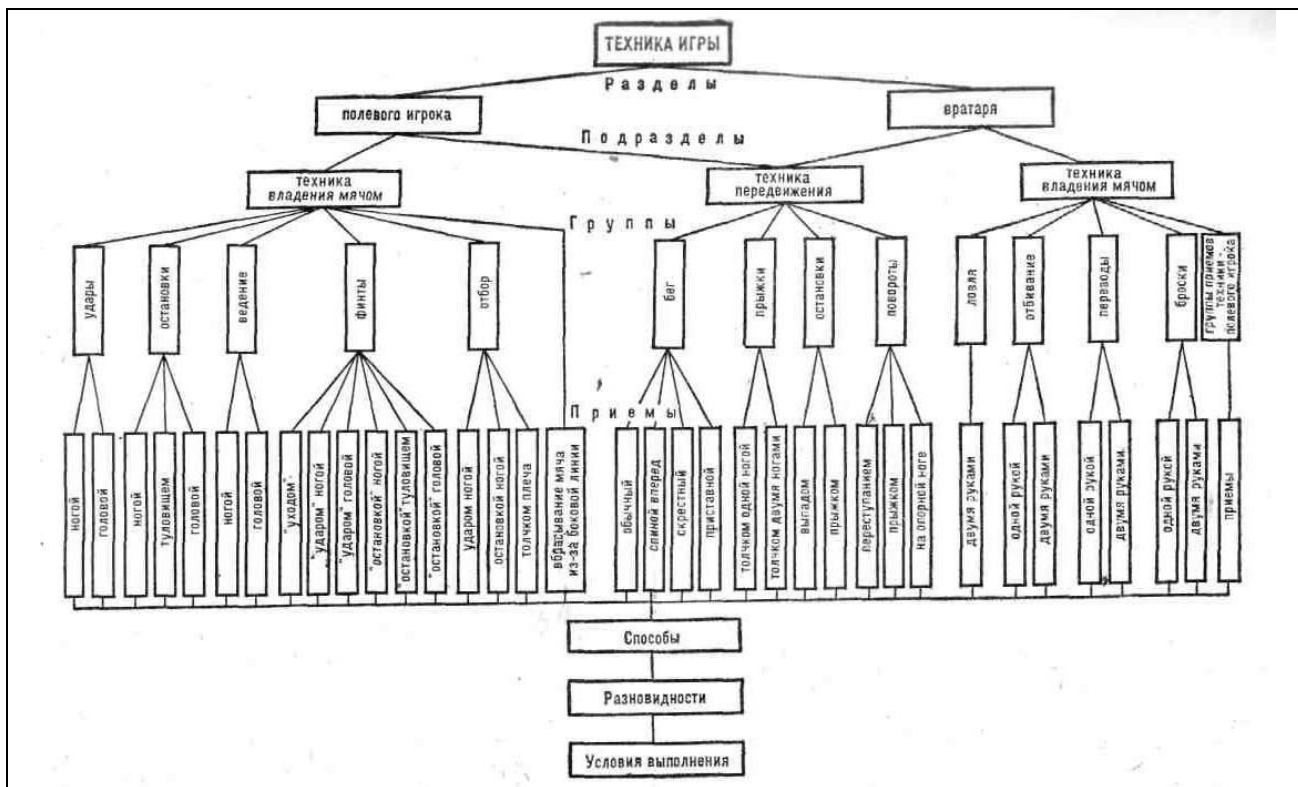 ТЕХНИКА ИГРЫ
Разделы
полевого игрока
вратаря
Подразделы
техника
владения мячом
техника
передвижения
техника
владения мячом
Группы
удары
остановки
ведение
финты
отбор
бег
прыжки
остановки
повороты
ловля
отбивание
переводы
броски
группы приемов
техники -
полевого игрока
Приемы
ногой
головой
ногой
туловищем
головой
ногой
головой
"уходом"
"ударом" ногой
"ударом" головой
"остановкой" ногой
"остановкой" туловищем
"остановкой" головой
ударом ногой
остановкой ногой
толчком плеча
вбрасывание мяча
из-за боковой линии
обычный
спиной вперед
скрестный
приставной
толчком одной ногой
толчком двумя ногами
выпадом
прыжком
переступанием
прыжком
на опорной ноге
двумя руками
одной рукой
двумя руками
одной рукой
двумя руками
одной рукой
двумя руками
приемы
Способы
Разновидности
Условия выполнения